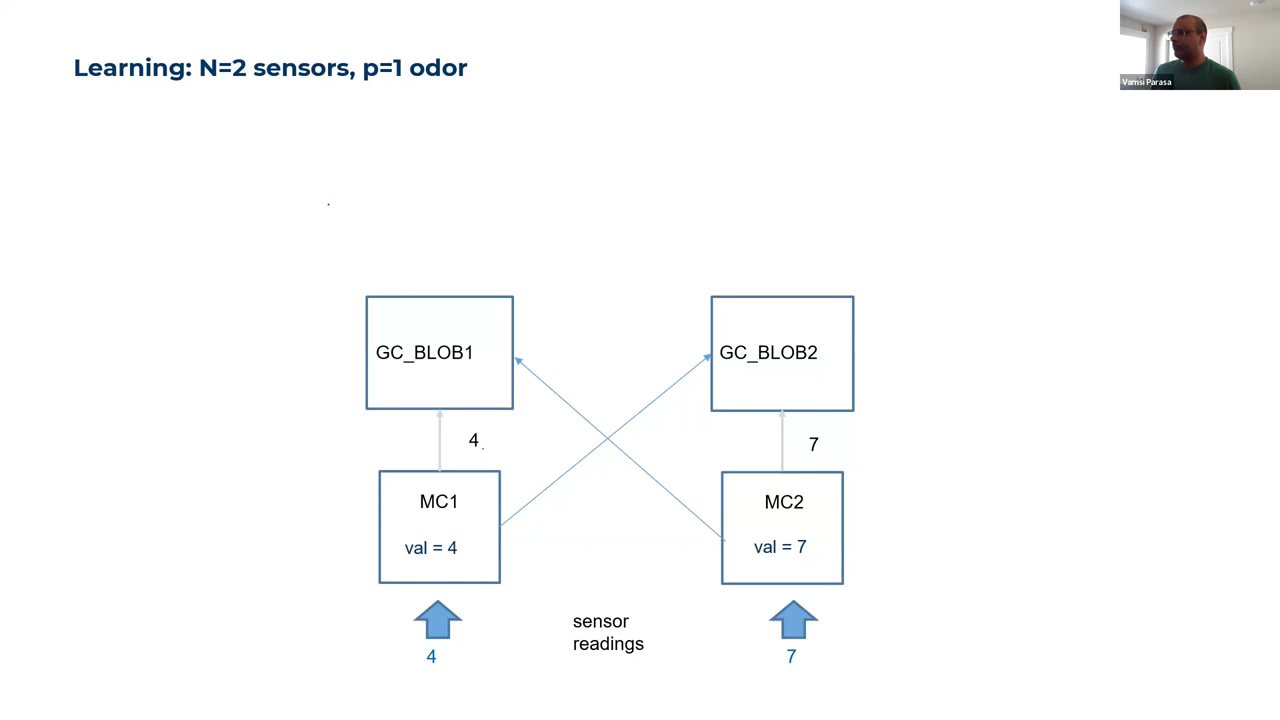 Learning: N=2 sensors, p=1 odor
Vamsi Parasa
GC_BLOB1
GC_BLOB2
4
7
MC1
MC2
val = 4
val = 7
sensor
readings
4
7